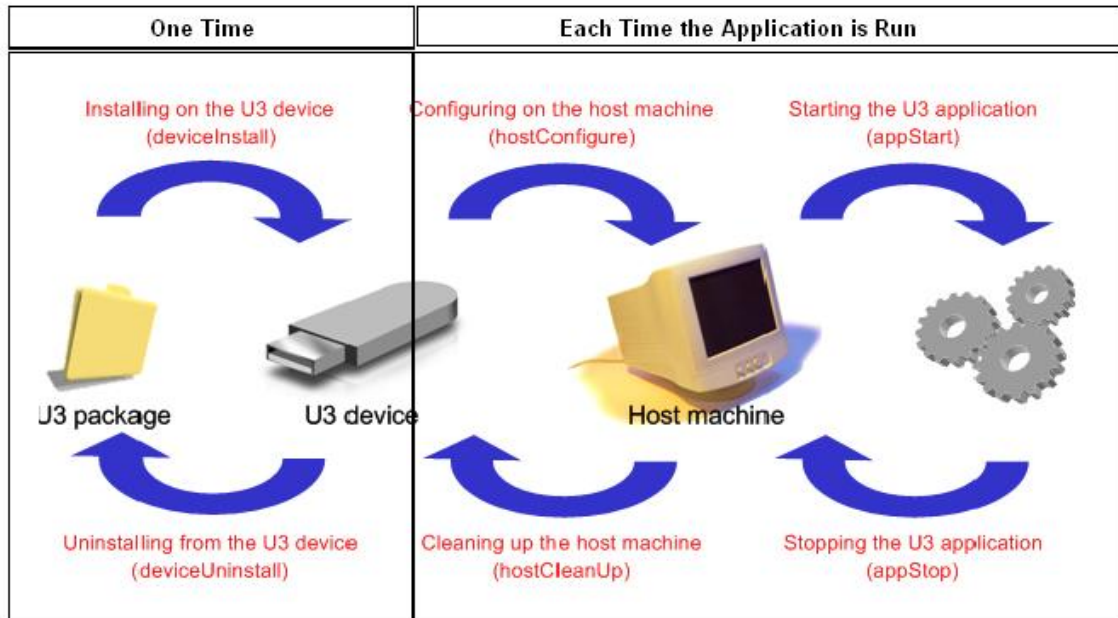 One Time
Each Time the Application is Run
Installing on the U3 device
(deviceInstall)
Configuring on the host machine
(hostConfigure)
Starting the U3 application
(appStart)
U3 package
U3 device
Host machine
Uninstalling from the U3 device
(deviceUninstall)
Cleaning up the host machine
(hostCleanUp)
Stopping the U3 application
(appStop)